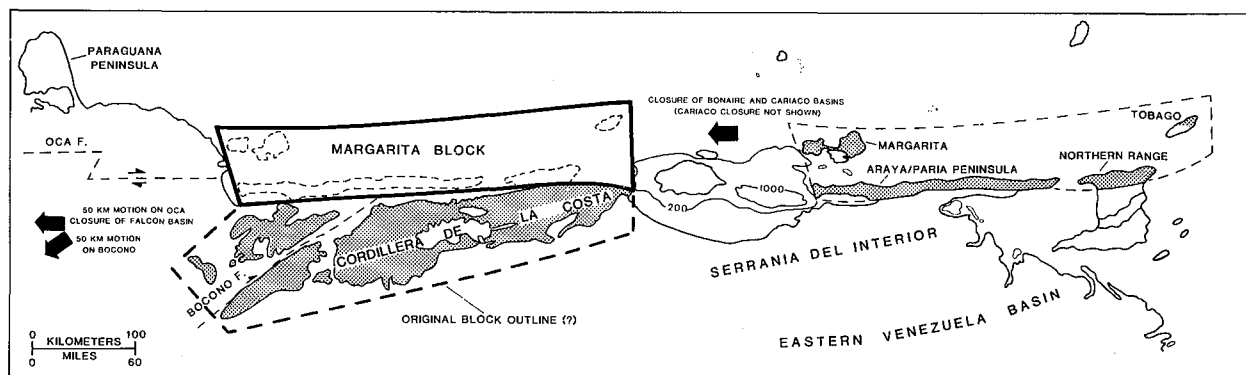 PARAGUANA
PENINSULA
OCA F.
50 KM MOTION ON OCA
CLOSURE OF FALCON BASIN
50 KM MOTION
ON BOCONO
MARGARITA BLOCK
CORDILLERA DE LA COSTA
BOCONO F.
ORIGINAL BLOCK OUTLINE (?)
CLOSURE OF BONAIRE AND CARIACO BASINS
(CARIACO CLOSURE NOT SHOWN)
1000
200
MARGARITA
ARAYA/PARIA PENINSULA
TOBAGO
NORTHERN RANGE
SERRANIA DEL INTERIOR
EASTERN VENEZUELA BASIN
0 100
KILOMETERS
MILES
0 60